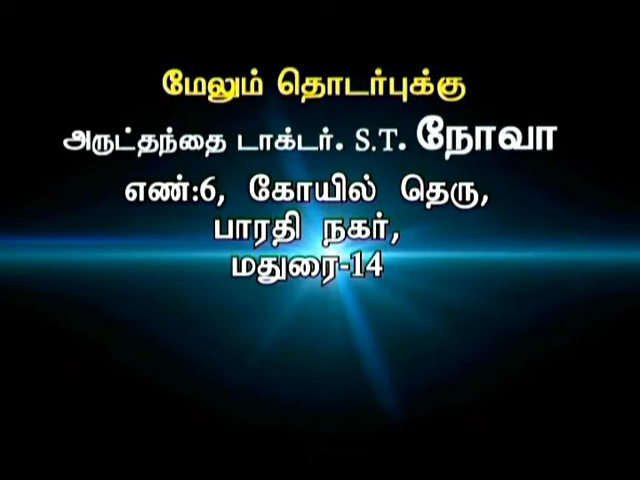 மேலும் தொடர்புக்கு
அருட்தந்தை டாக்டர். S.T. நோவா
எண்:6, கோயில் தெரு,
பாரதி நகர்,
மதுரை-14